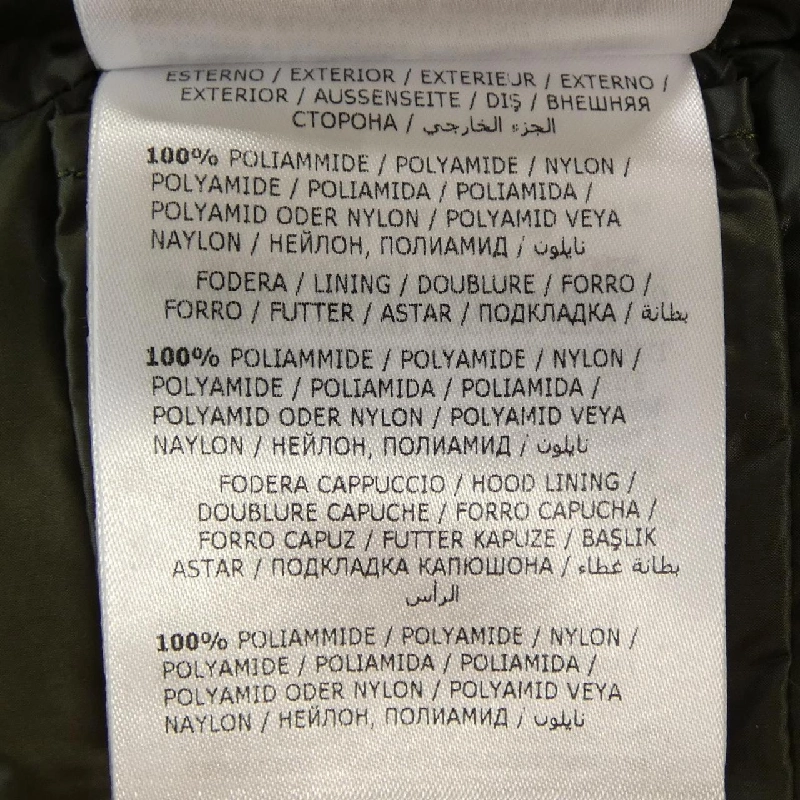 ESTERNO / EXTERIOR / EXTERIEUR / EXTERNO /
EXTERIOR / AUSSENSEITE / DIŞ / ВНЕШНЯЯ
СТОРОНА / الجزء الخارجي
100% POLIAMMIDE / POLYAMIDE / NYLON /
POLYAMIDE / POLIAMIDA / POLIAMIDA /
POLYAMID ODER NYLON / POLYAMID VEYA
NAYLON / НЕЙЛОН, ПОЛИАМИД / نايلون
FODERA / LINING / DOUBLURE / FORRO /
FORRO / FUTTER / ASTAR / ПОДКЛАДКА / بطانة
100% POLIAMMIDE / POLYAMIDE / NYLON /
POLYAMIDE / POLIAMIDA / POLIAMIDA /
POLYAMID ODER NYLON / POLYAMID VEYA
NAYLON / НЕЙЛОН, ПОЛИАМИД / نايلون
FODERA CAPPUCCIO / HOOD LINING /
DOUBLURE CAPUCHE / FORRO CAPUCHA /
FORRO CAPUZ / FUTTER KAPUZE / BAŞLIK
ASTAR / ПОДКЛАДКА КАПЮШОНА / بطانة غطاء
الرأس
100% POLIAMMIDE / POLYAMIDE / NYLON /
POLYAMIDE / POLIAMIDA / POLIAMIDA /
POLYAMID ODER NYLON / POLYAMID VEYA
NAYLON / НЕЙЛОН, ПОЛИАМИД / نايلون